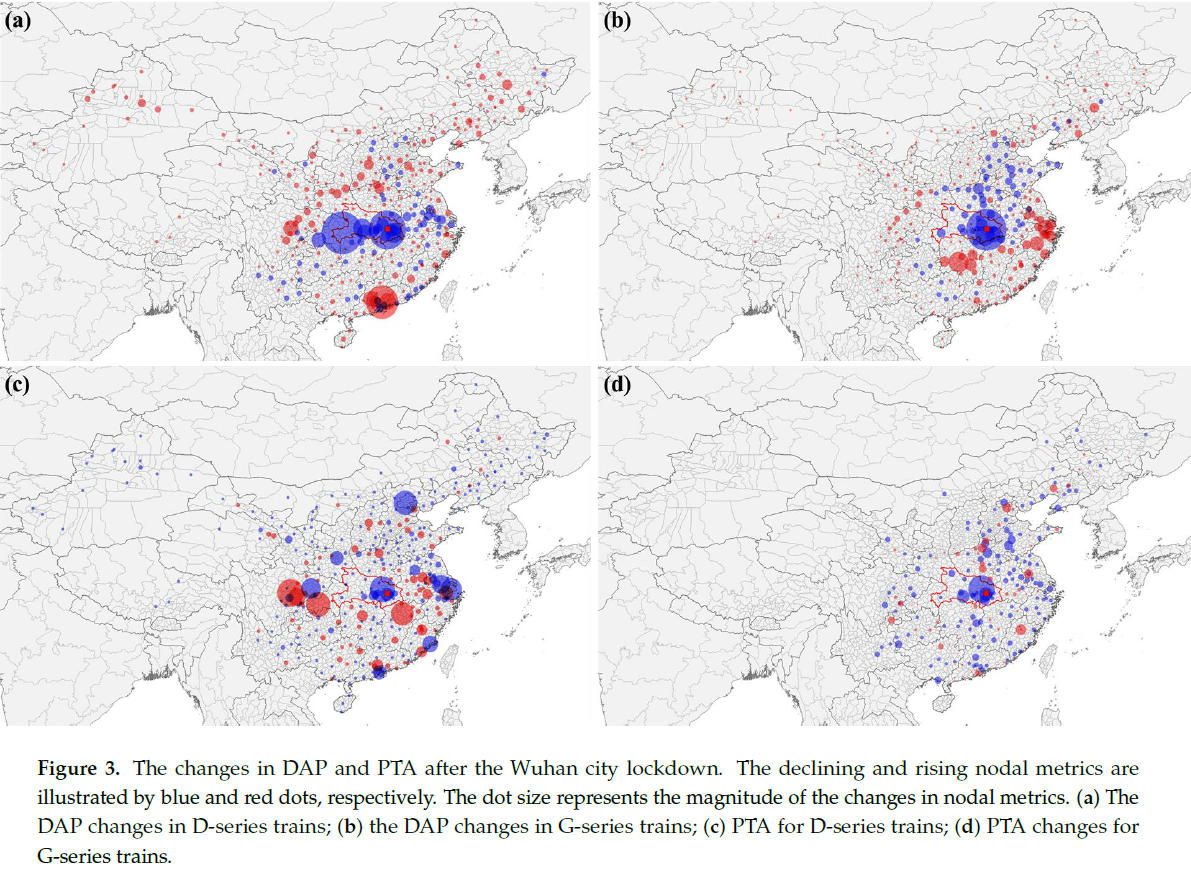 (a)
(b)
(c)
(d)
Figure 3. The changes in DAP and PTA after the Wuhan city lockdown. The declining and rising nodal metrics are
illustrated by blue and red dots, respectively. The dot size represents the magnitude of the changes in nodal metrics. (a) The
DAP changes in D-series trains; (b) the DAP changes in G-series trains; (c) PTA for D-series trains; (d) PTA changes for
G-series trains.